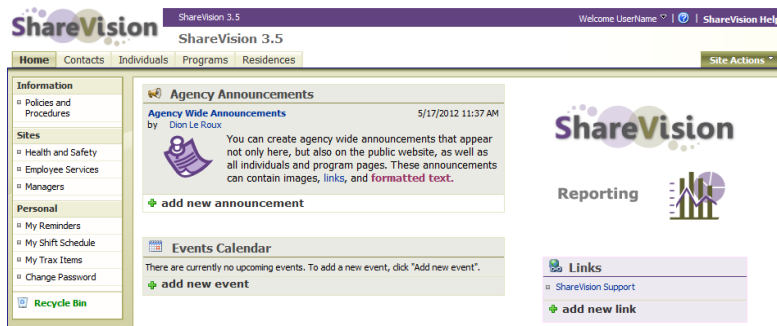 ShareVision
ShareVision 3.5
Welcome UserName | ShareVision Help
ShareVision 3.5
Home Contacts Individuals Programs Residences Site Actions
Information
Policies and
Procedures
Sites
Health and Safety
Employee Services
Managers
Personal
My Reminders
My Shift Schedule
My Trax Items
Change Password
Recycle Bin
Agency Announcements
Agency Wide Announcements 5/17/2012 11:37 AM
by Dion Le Roux
You can create agency wide announcements that appear
not only here, but also on the public website, as well as
all individuals and program pages. These announcements
can contain images, links, and formatted text.
add new announcement
Events Calendar
There are currently no upcoming events. To add a new event, click "Add new event".
add new event
ShareVision
Reporting
Links
ShareVision Support
add new link